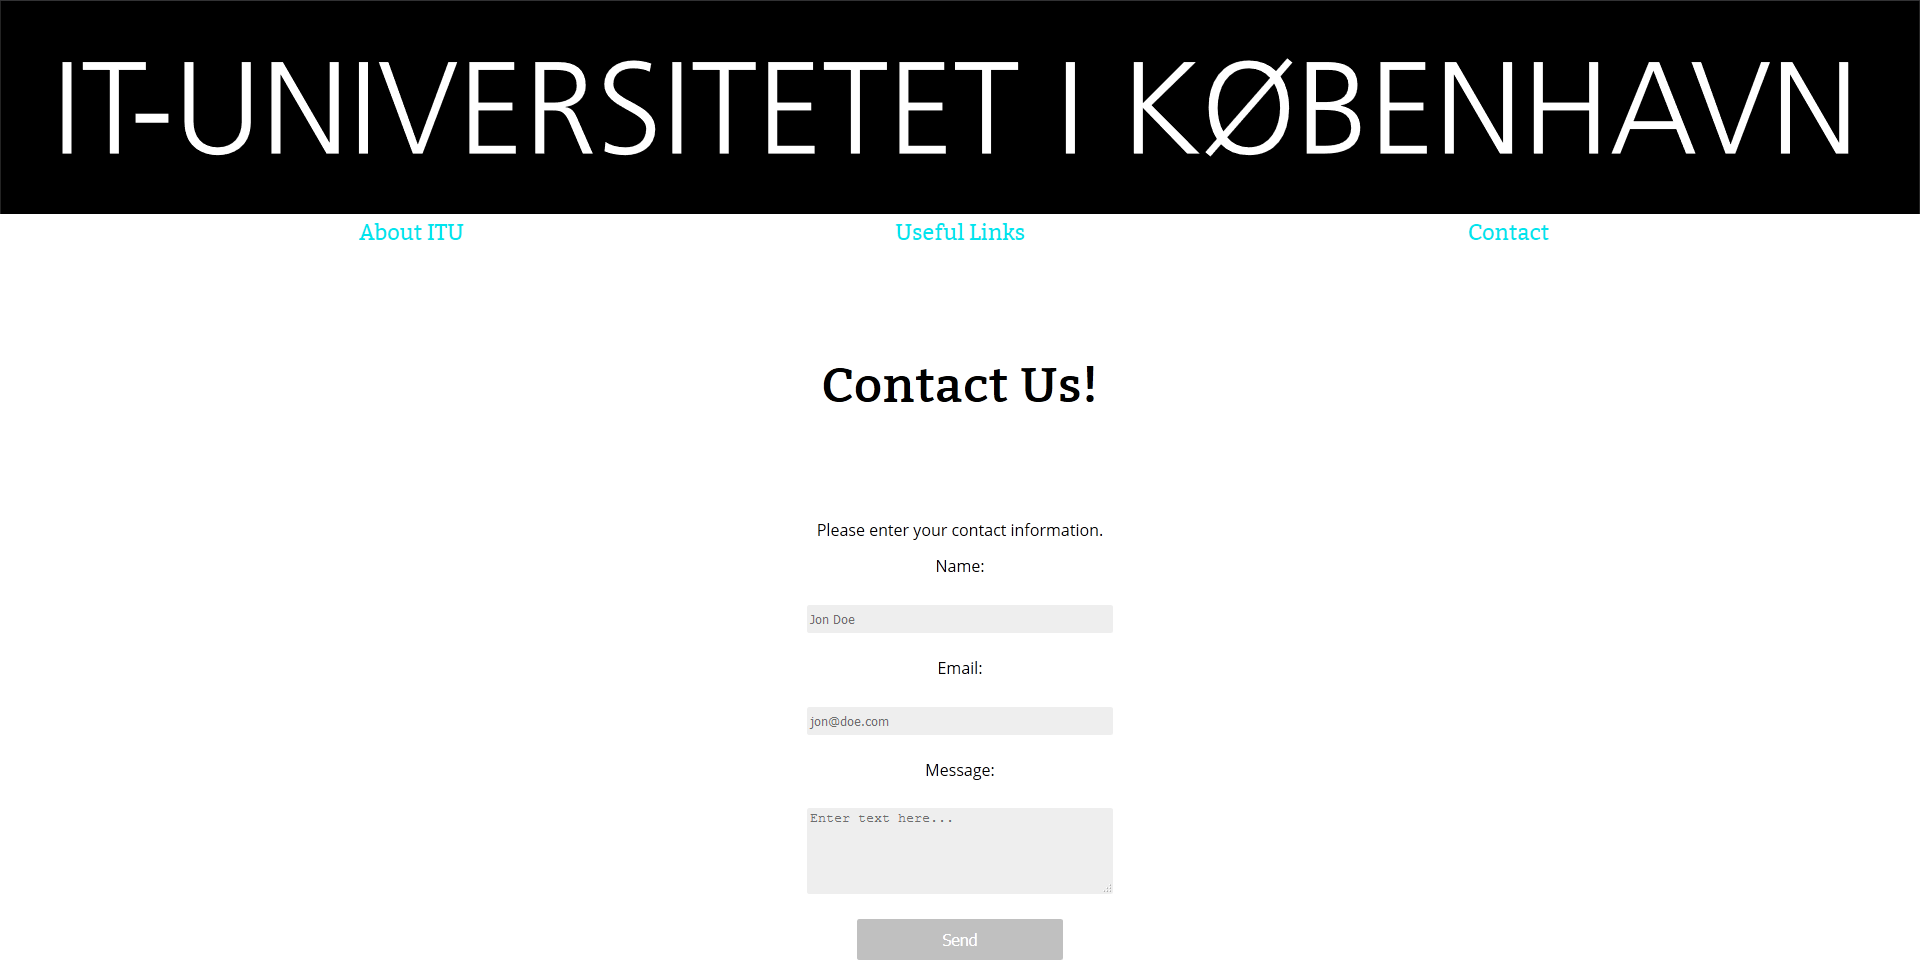 IT-UNIVERSITETET I KØBENHAVN
About ITU Useful Links Contact
Contact Us!
Please enter your contact information.
Name:
Jon Doe
Email:
jon@doe.com
Message:
Enter text here...
Send